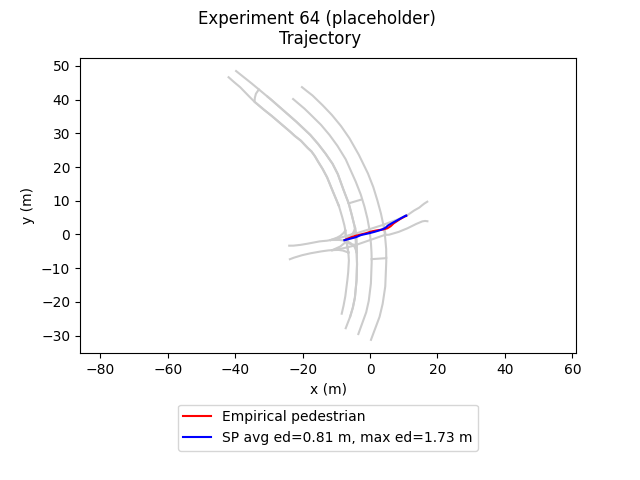 Experiment 64 (placeholder)
Trajectory
50
40
30
20
10
0
−10
−20
−30
y (m)
−80 −60 −40 −20 0 20 40 60
x (m)
Empirical pedestrian
SP avg ed=0.81 m, max ed=1.73 m